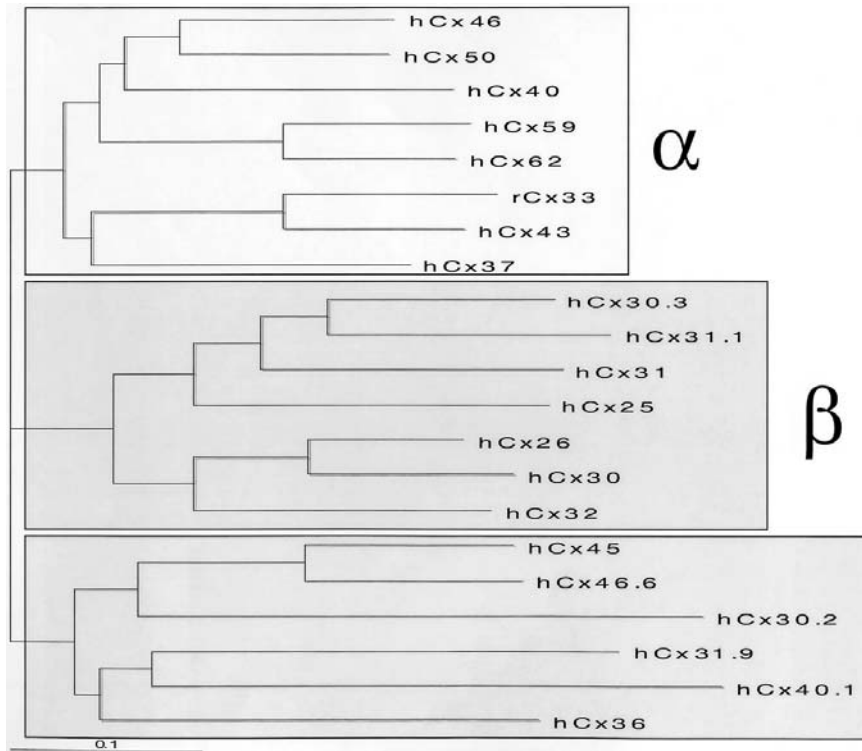 hCx46
hCx50
hCx40
hCx59
hCx62
rCx33
hCx43
hCx37
α
hCx30.3
hCx31.1
hCx31
hCx25
hCx26
hCx30
hCx32
β
hCx45
hCx46.6
hCx30.2
hCx31.9
hCx40.1
hCx36
0.1